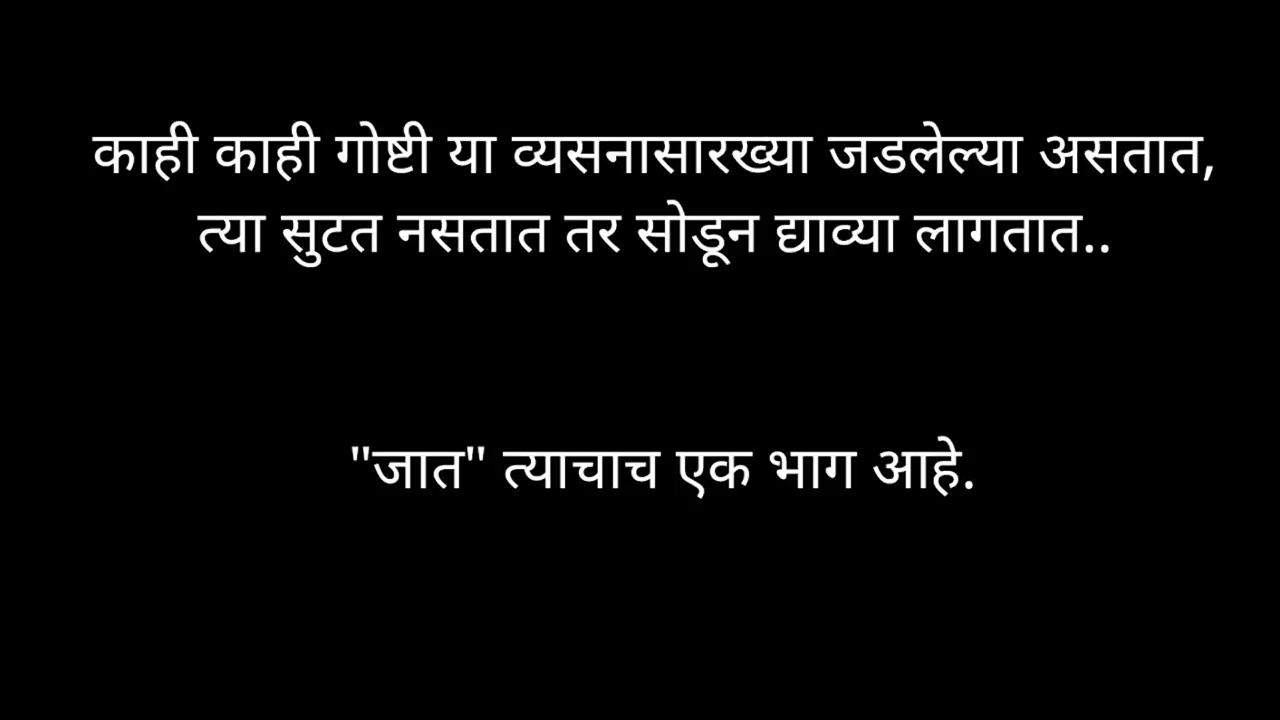 काही काही गोष्टी या व्यसनासारख्या जडलेल्या असतात,
त्या सुटत नसतात तर सोडून द्याव्या लागतात..
"जात" त्याचाच एक भाग आहे.